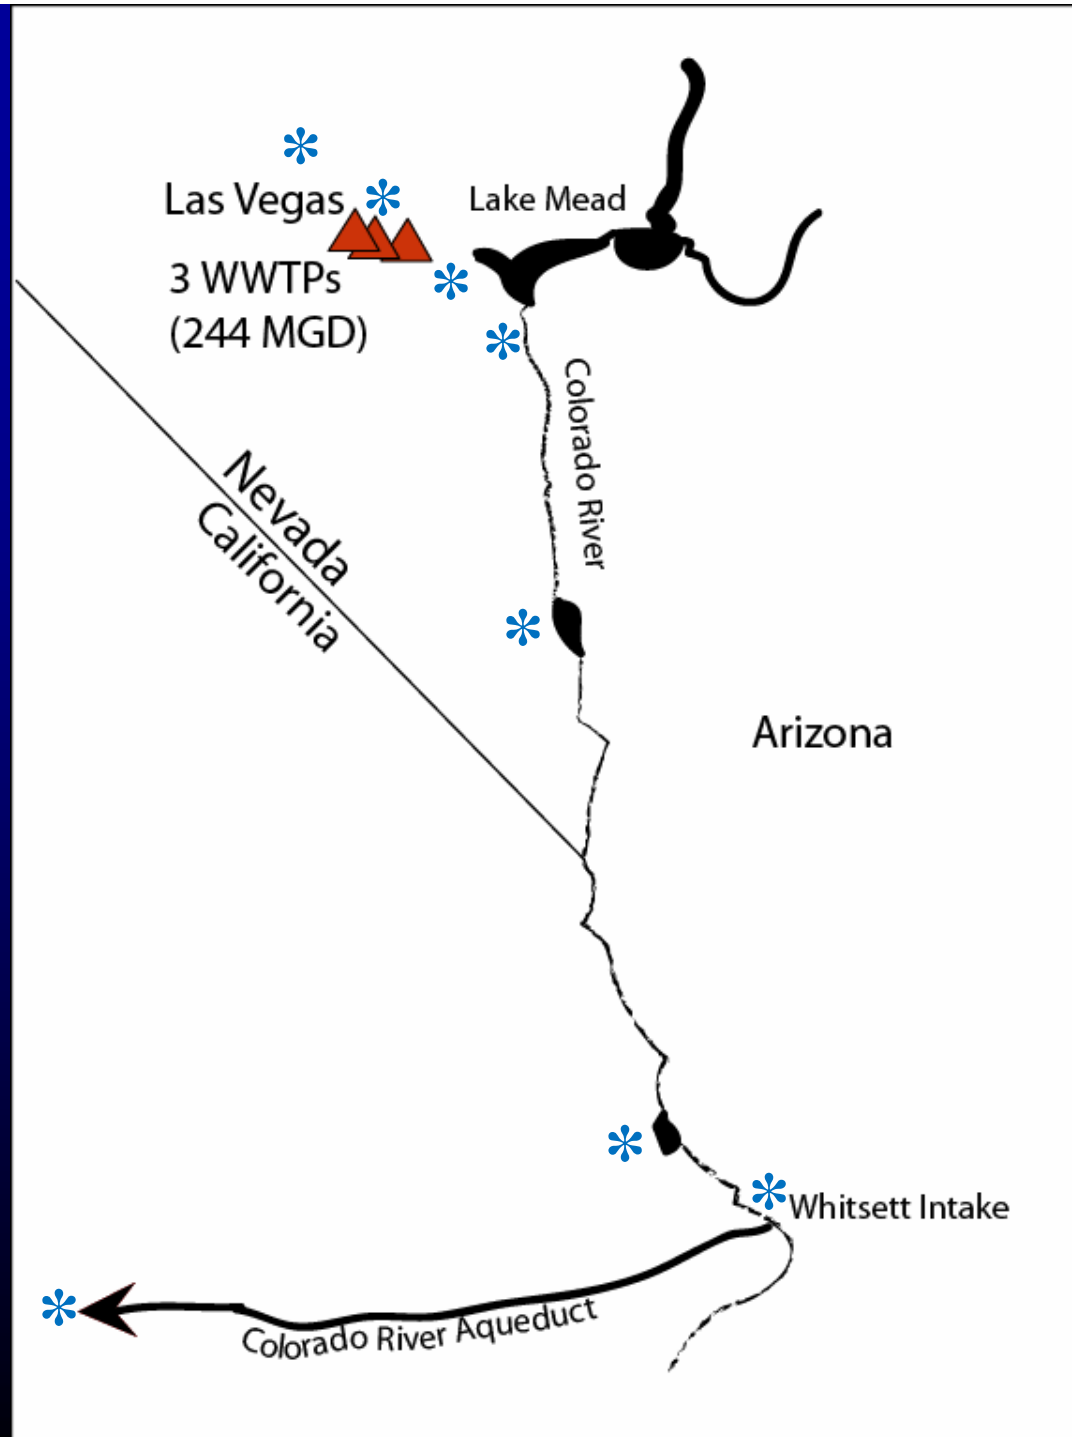 Las Vegas
Lake Mead
3 WWTPs
(244 MGD)
Colorado River
Nevada
California
Arizona
Whitsett Intake
Colorado River Aqueduct